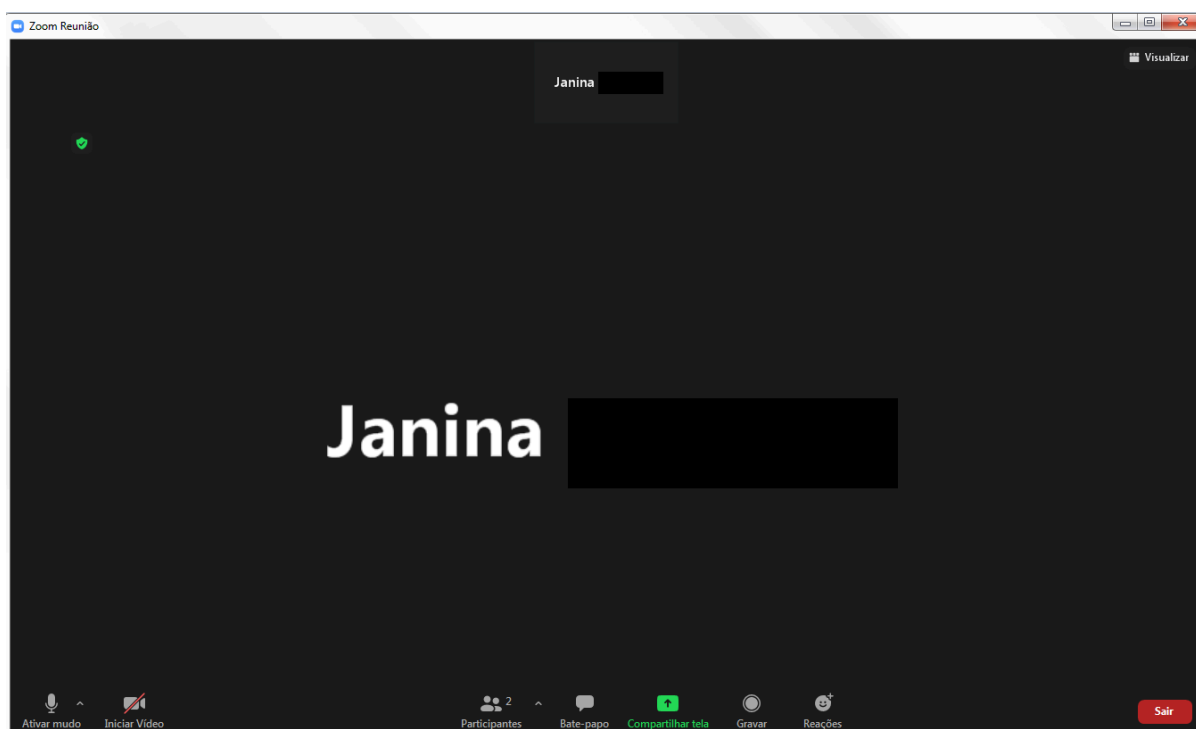 Zoom Reunião
Janina
Visualizar
Janina
2
Ativar mudo Iniciar Vídeo Participantes Bate-papo Compartilhar tela Gravar Reações Sair